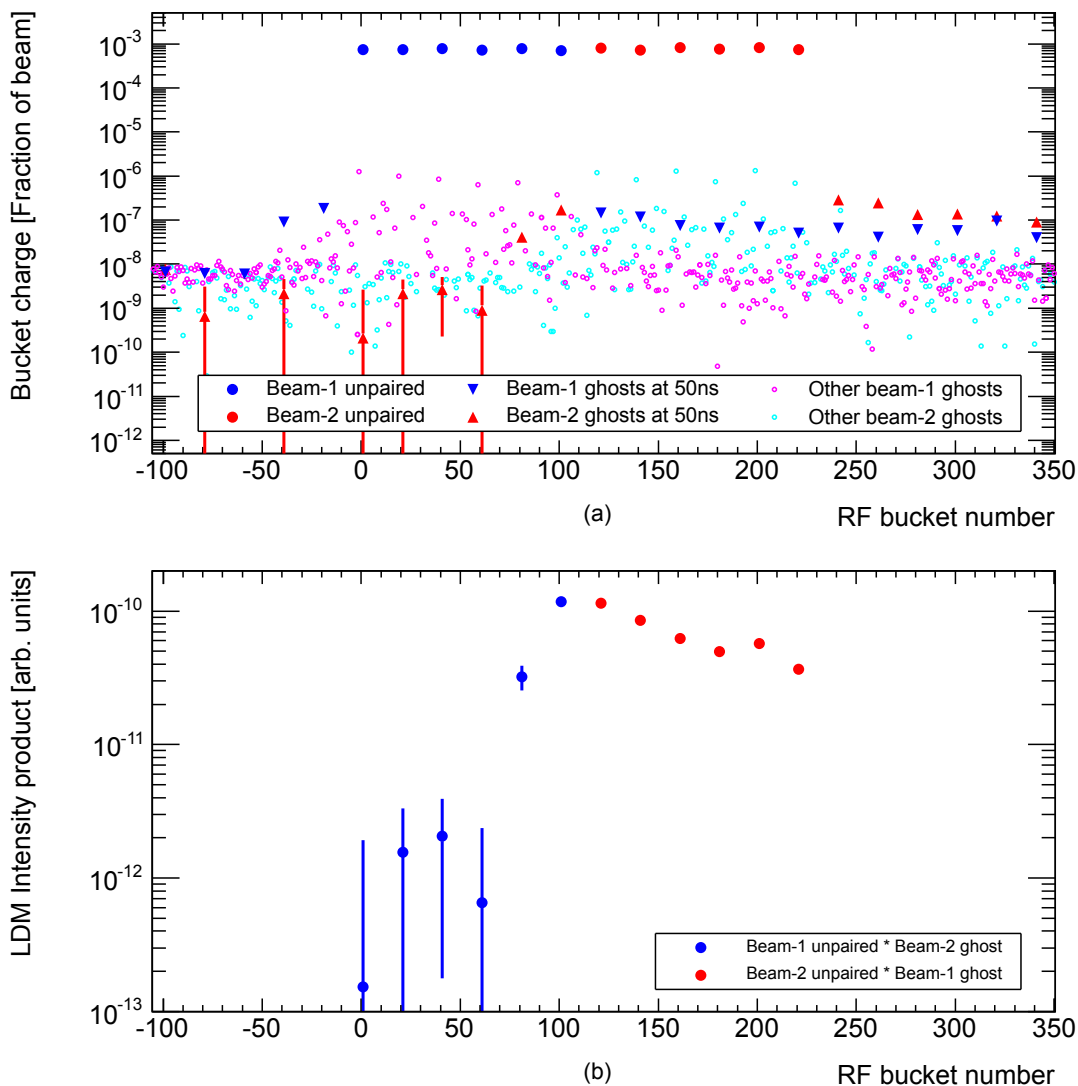 Bucket charge [Fraction of beam]
10-3
10-4
10-5
10-6
10-7
10-8
10-9
10-10
10-11
10-12
Beam-1 unpaired
Beam-1 ghosts at 50ns
Other beam-1 ghosts
Beam-2 unpaired
Beam-2 ghosts at 50ns
Other beam-2 ghosts
-100 -50 0 50 100 150 200 250 300 350
(a)
RF bucket number
LDM Intensity product [arb. units]
10-10
10-11
10-12
10-13
Beam-1 unpaired * Beam-2 ghost
Beam-2 unpaired * Beam-1 ghost
-100 -50 0 50 100 150 200 250 300 350
(b)
RF bucket number